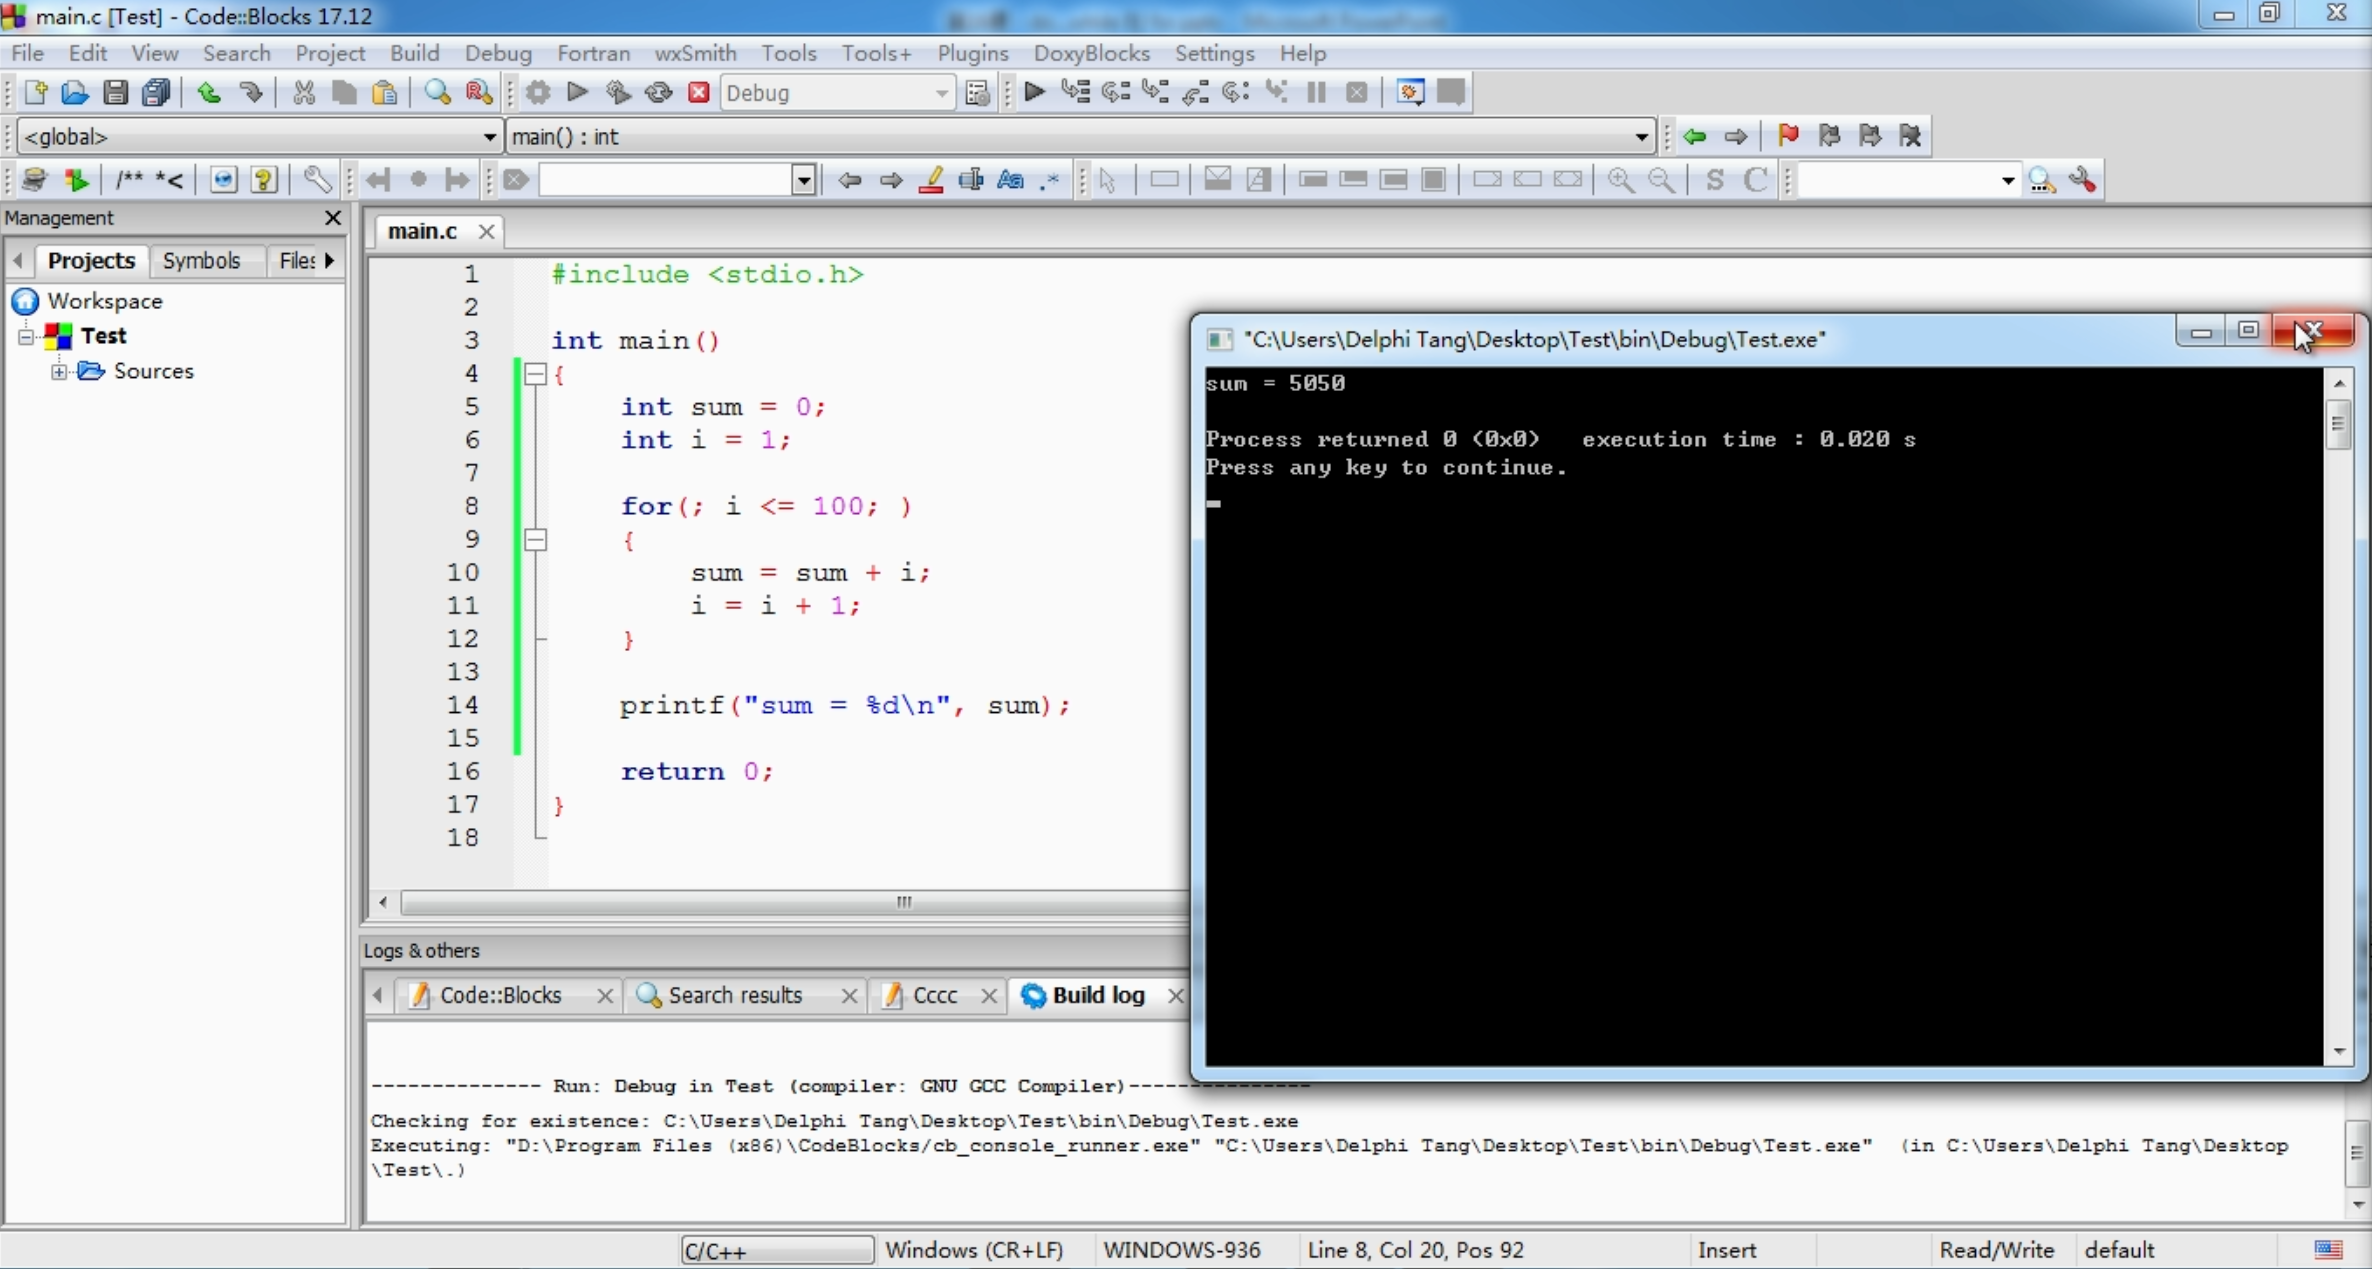 main.c [Test] - Code::Blocks 17.12
File Edit View Search Project Build Debug Fortran wxSmith Tools Tools+ Plugins DoxyBlocks Settings Help
Debug
<global> main() : int
/** *< Aa .* S C
Management
main.c
Projects Symbols Files
Workspace
Test
Sources
1 #include <stdio.h>
2
3 int main()
4 {
5 int sum = 0;
6 int i = 1;
7
8 for(; i <= 100; )
9 {
10 sum = sum + i;
11 i = i + 1;
12 }
13
14 printf("sum = %d\n", sum);
15
16 return 0;
17 }
18
"C:\Users\Delphi Tang\Desktop\Test\bin\Debug\Test.exe"
sum = 5050
Process returned 0 (0x0) execution time : 0.020 s
Press any key to continue.
Logs & others
Code::Blocks Search results Cccc Build log
-------------- Run: Debug in Test (compiler: GNU GCC Compiler)---------------
Checking for existence: C:\Users\Delphi Tang\Desktop\Test\bin\Debug\Test.exe
Executing: "D:\Program Files (x86)\CodeBlocks/cb_console_runner.exe" "C:\Users\Delphi Tang\Desktop\Test\bin\Debug\Test.exe" (in C:\Users\Delphi Tang\Desktop
\Test\.)
C/C++ Windows (CR+LF) WINDOWS-936 Line 8, Col 20, Pos 92 Insert Read/Write default